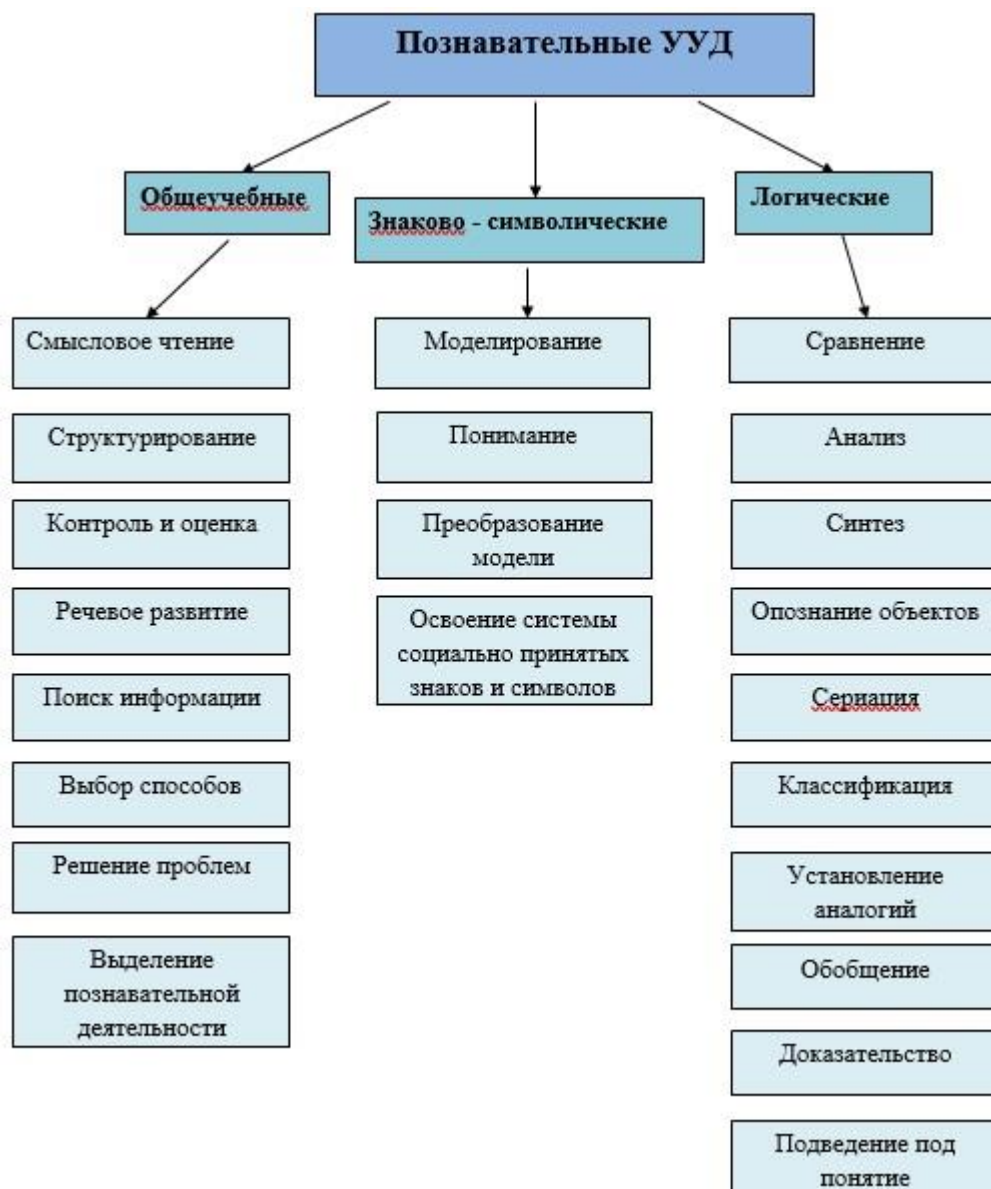 Познавательные УУД
Общеучебные
Знаково - символические
Логические
Смысловое чтение
Структурирование
Контроль и оценка
Речевое развитие
Поиск информации
Выбор способов
Решение проблем
Выделение
познавательной
деятельности
Моделирование
Понимание
Преобразование
модели
Освоение системы
социально принятых
знаков и символов
Сравнение
Анализ
Синтез
Опознание объектов
Сериация
Классификация
Установление
аналогий
Обобщение
Доказательство
Подведение под
понятие